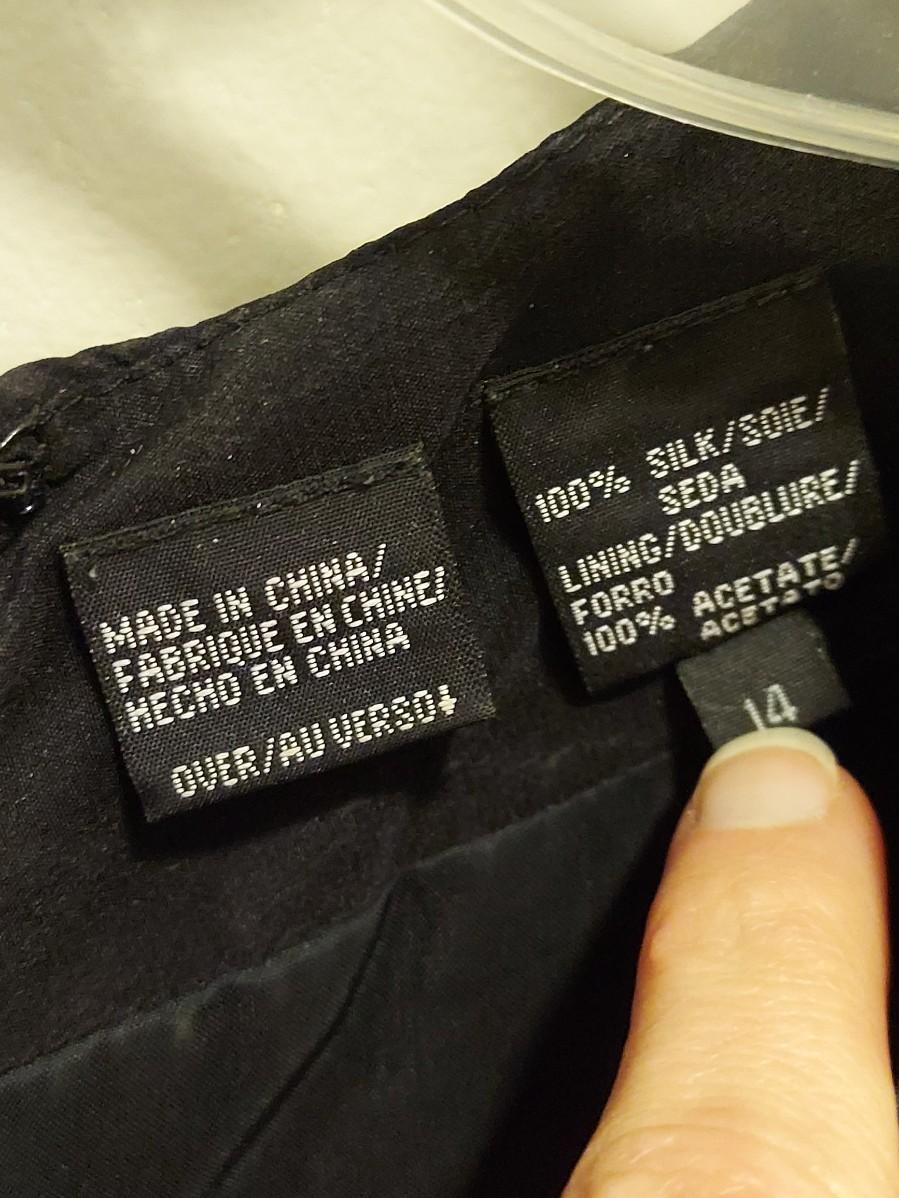 MADE IN CHINA/
FABRIQUE EN CHINE/
HECHO EN CHINA
OVER/AU VERSO↓
100% SILK/SOIE/
SEDA
LINING/DOUBLURE/
FORRO
100% ACETATE/
ACETATO
14